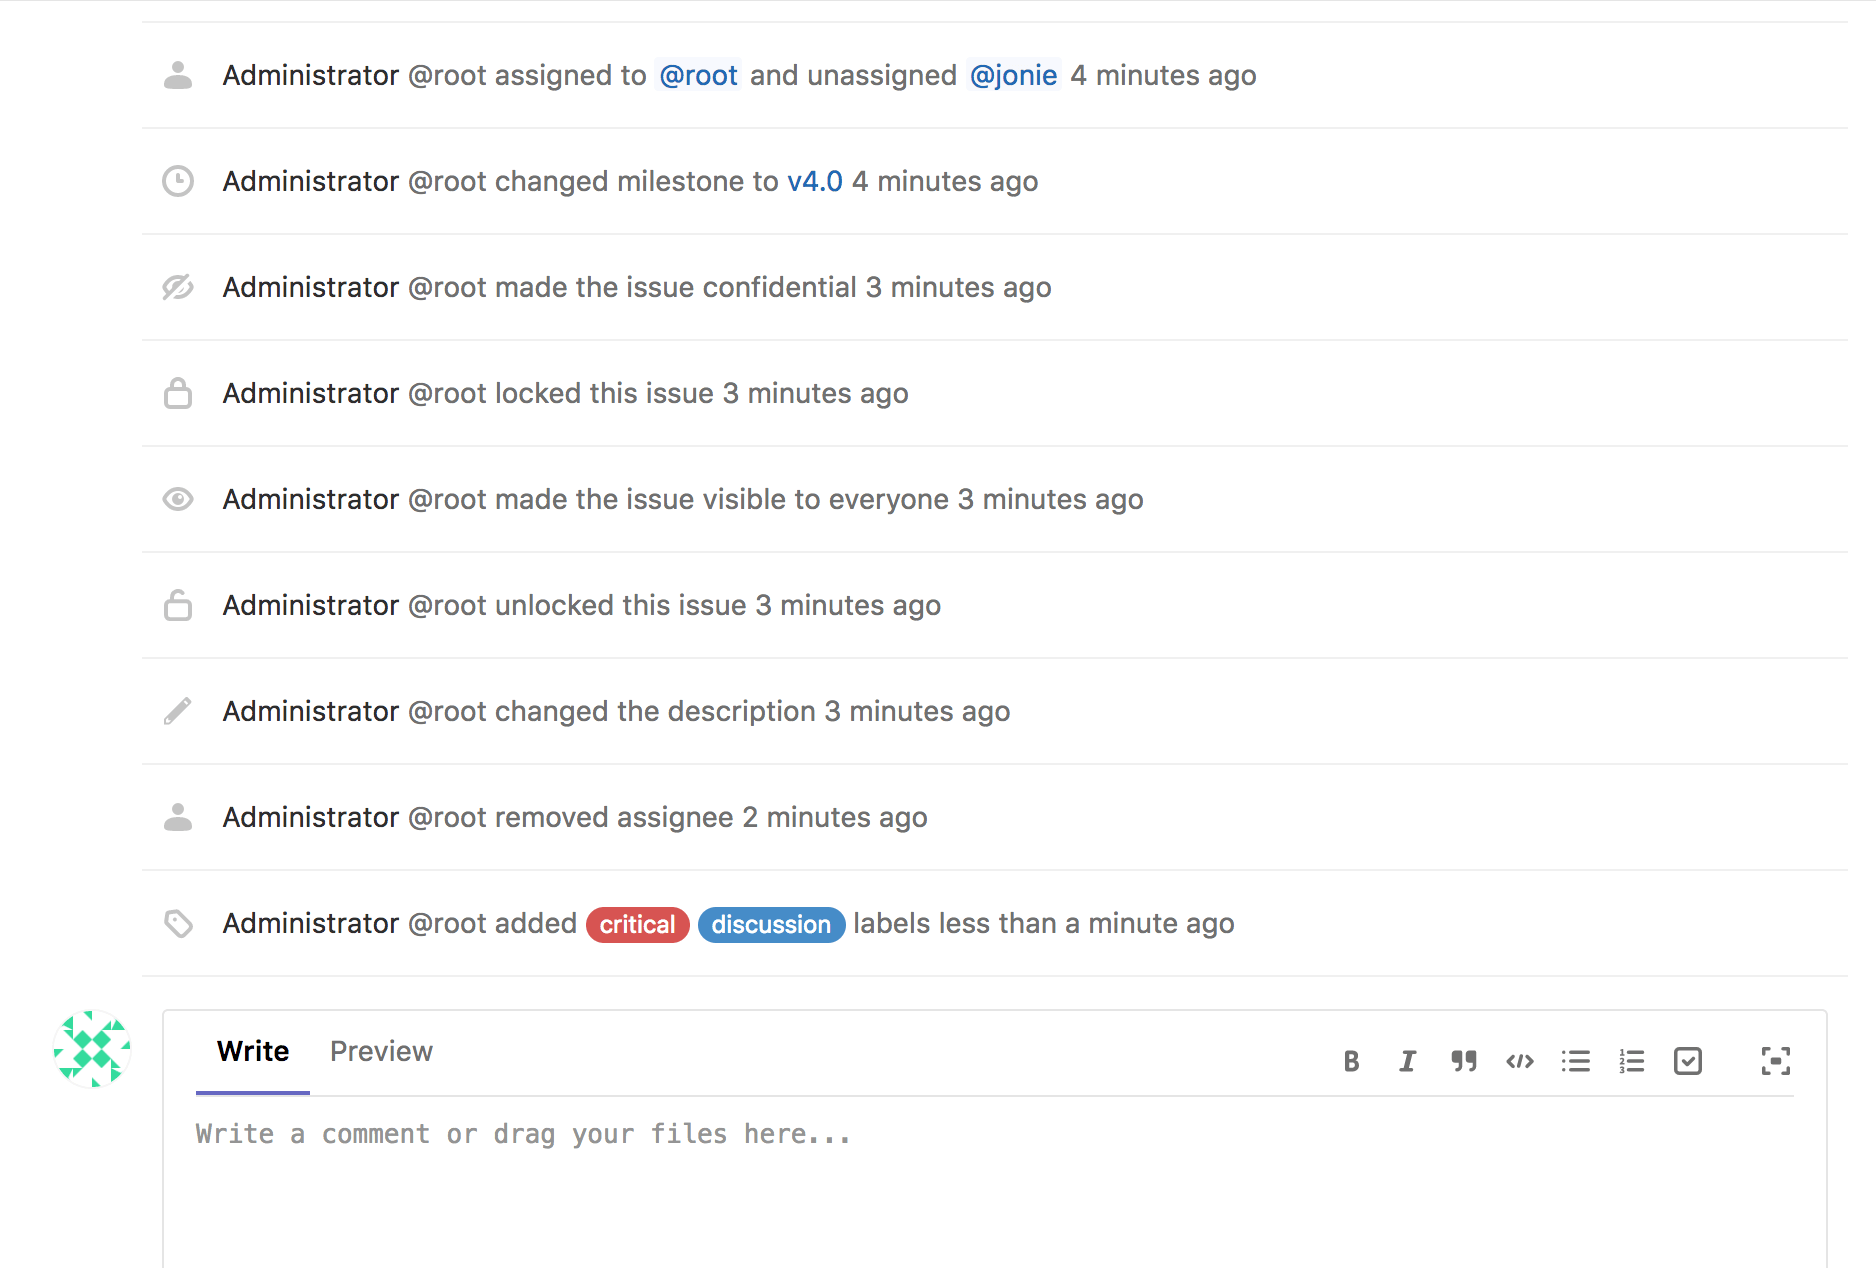 Administrator @root assigned to @root and unassigned @jonie 4 minutes ago
Administrator @root changed milestone to v4.0 4 minutes ago
Administrator @root made the issue confidential 3 minutes ago
Administrator @root locked this issue 3 minutes ago
Administrator @root made the issue visible to everyone 3 minutes ago
Administrator @root unlocked this issue 3 minutes ago
Administrator @root changed the description 3 minutes ago
Administrator @root removed assignee 2 minutes ago
Administrator @root added critical discussion labels less than a minute ago
Write Preview
Write a comment or drag your files here...